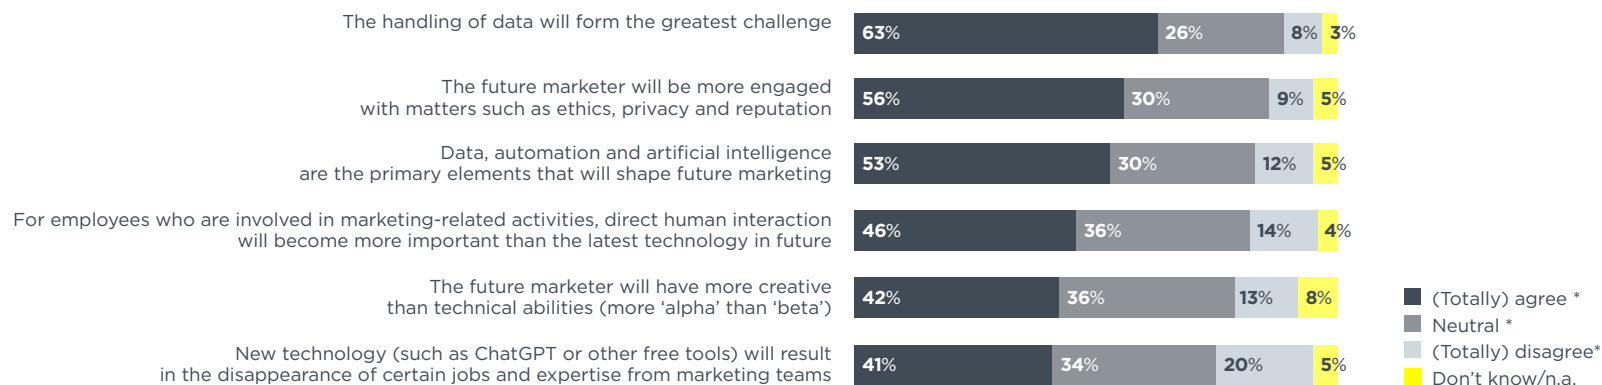 The handling of data will form the greatest challenge
63% 26% 8% 3%
The future marketer will be more engaged
with matters such as ethics, privacy and reputation
56% 30% 9% 5%
Data, automation and artificial intelligence
are the primary elements that will shape future marketing
53% 30% 12% 5%
For employees who are involved in marketing-related activities, direct human interaction
will become more important than the latest technology in future
46% 36% 14% 4%
The future marketer will have more creative
than technical abilities (more ‘alpha’ than ‘beta’)
42% 36% 13% 8%
New technology (such as ChatGPT or other free tools) will result
in the disappearance of certain jobs and expertise from marketing teams
41% 34% 20% 5%
(Totally) agree *
Neutral *
(Totally) disagree*
Don’t know/n.a.